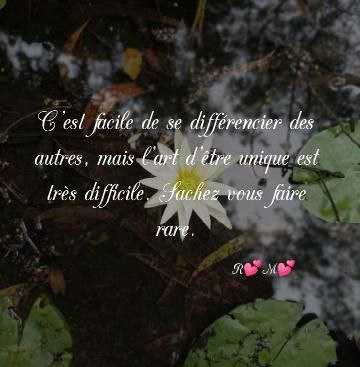 C'est facile de se différencier des
autres, mais l'art d'être unique est
très difficile. Sachez vous faire
rare.
R💕M💕